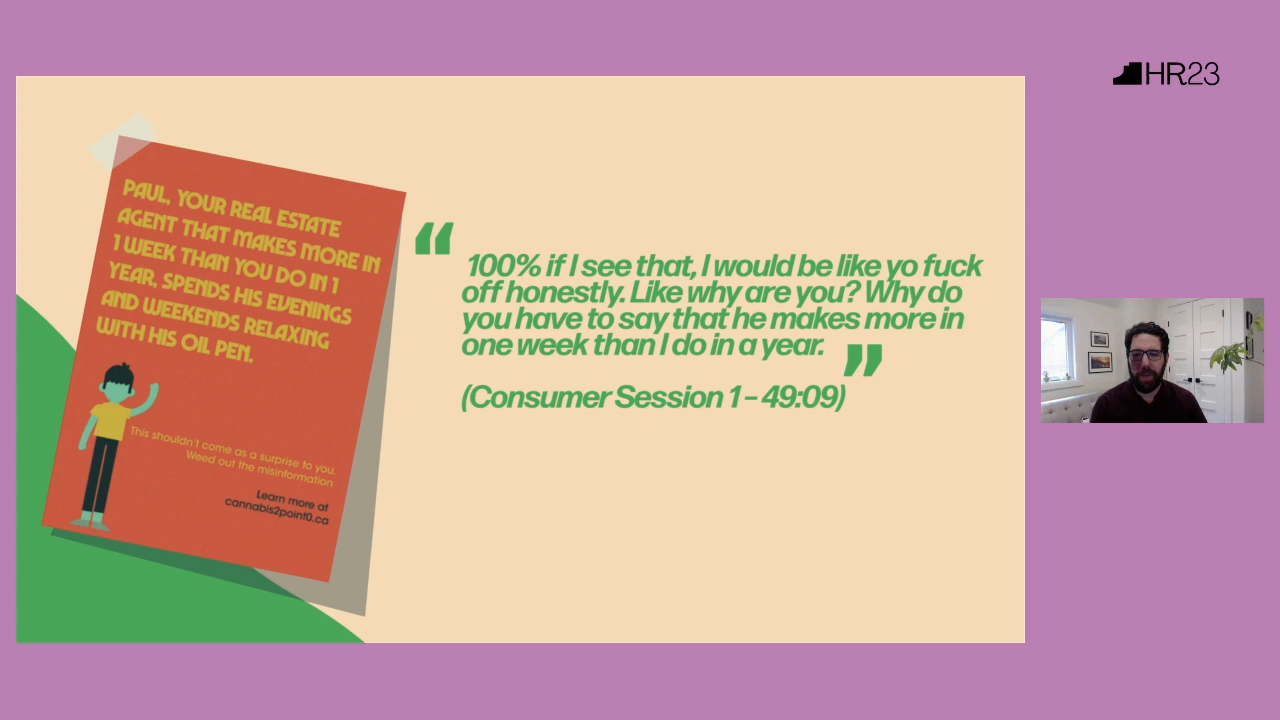 HR23
PAUL, YOUR REAL ESTATE
AGENT THAT MAKES MORE IN
1 WEEK THAN YOU DO IN 1
YEAR, SPENDS HIS EVENINGS
AND WEEKENDS RELAXING
WITH HIS OIL PEN.
This shouldn't come as a surprise to you.
Weed out the misinformation
Learn more at
cannabis2point0.ca
“ 100% if I see that, I would be like yo fuck
off honestly. Like why are you? Why do
you have to say that he makes more in
one week than I do in a year. ”
(Consumer Session 1 – 49:09)